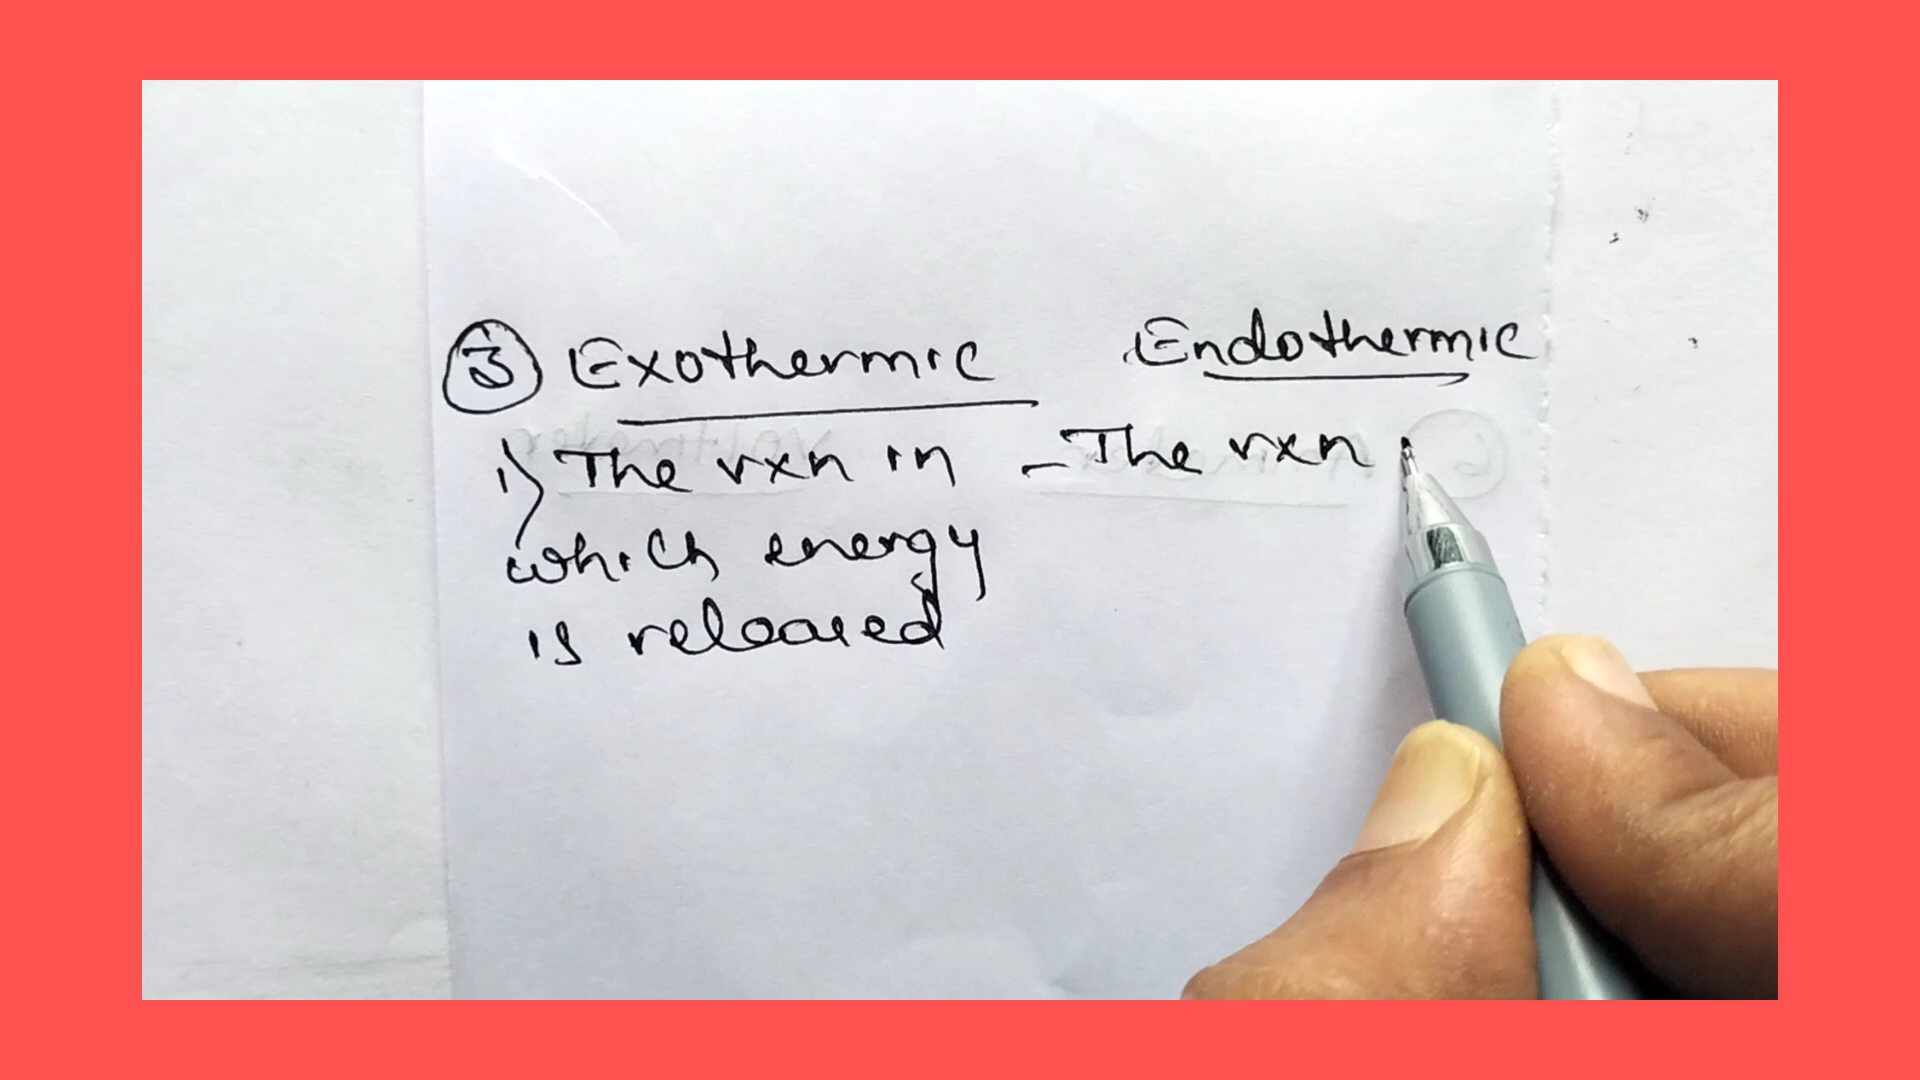 ③ Exothermic Endothermic
1) The rxn in
which energy
is released
- The rxn